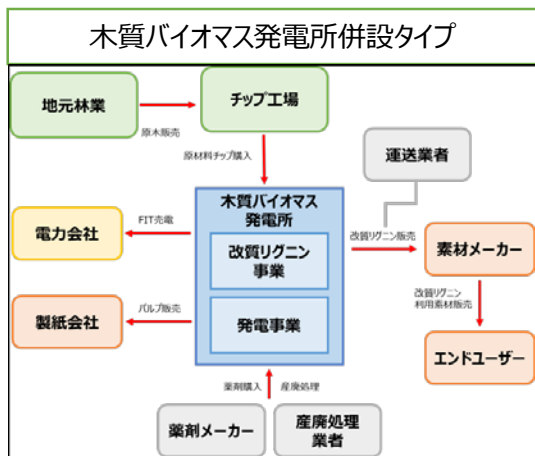 木質バイオマス発電所併設タイプ
地元林業
原木販売
チップ工場
原材料チップ購入
運送業者
木質バイオマス
発電所
電力会社
FIT売電
改質リグニン
事業
改質リグニン販売
素材メーカー
製紙会社
パルプ販売
発電事業
改質リグニン
利用素材販売
エンドユーザー
薬剤購入
産廃処理
薬剤メーカー
産廃処理
業者